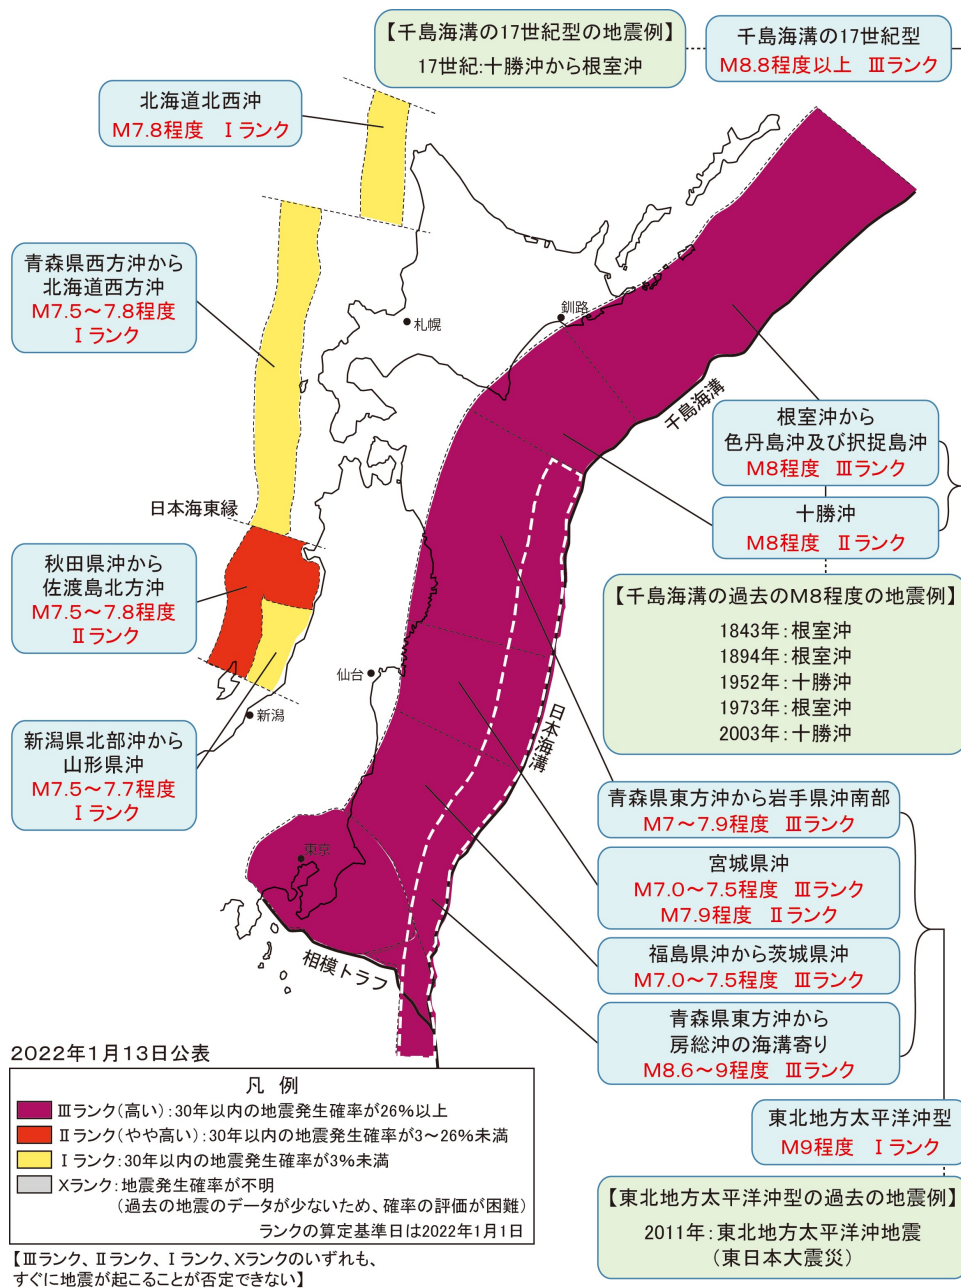 【千島海溝の17世紀型の地震例】
17世紀:十勝沖から根室沖
千島海溝の17世紀型
M8.8程度以上 Ⅲランク
北海道北西沖
M7.8程度 Ⅰランク
青森県西方沖から
北海道西方沖
M7.5～7.8程度
Ⅰランク
札幌
釧路
千島海溝
根室沖から
色丹島沖及び択捉島沖
M8程度 Ⅲランク
十勝沖
M8程度 Ⅱランク
日本海東縁
秋田県沖から
佐渡島北方沖
M7.5～7.8程度
Ⅱランク
【千島海溝の過去のM8程度の地震例】
1843年:根室沖
1894年:根室沖
1952年:十勝沖
1973年:根室沖
2003年:十勝沖
仙台
新潟
日本海溝
新潟県北部沖から
山形県沖
M7.5～7.7程度
Ⅰランク
青森県東方沖から岩手県沖南部
M7～7.9程度 Ⅲランク
宮城県沖
M7.0～7.5程度 Ⅲランク
M7.9程度 Ⅱランク
東京
相模トラフ
福島県沖から茨城県沖
M7.0～7.5程度 Ⅲランク
青森県東方沖から
房総沖の海溝寄り
M8.6～9程度 Ⅲランク
東北地方太平洋沖型
M9程度 Ⅰランク
【東北地方太平洋沖型の過去の地震例】
2011年:東北地方太平洋沖地震
(東日本大震災)
2022年1月13日公表
凡 例
Ⅲランク(高い):30年以内の地震発生確率が26%以上
Ⅱランク(やや高い):30年以内の地震発生確率が3～26%未満
Ⅰランク:30年以内の地震発生確率が3%未満
Xランク:地震発生確率が不明
(過去の地震のデータが少ないため、確率の評価が困難)
ランクの算定基準日は2022年1月1日
【Ⅲランク、Ⅱランク、Ⅰランク、Xランクのいずれも、
すぐに地震が起こることが否定できない】